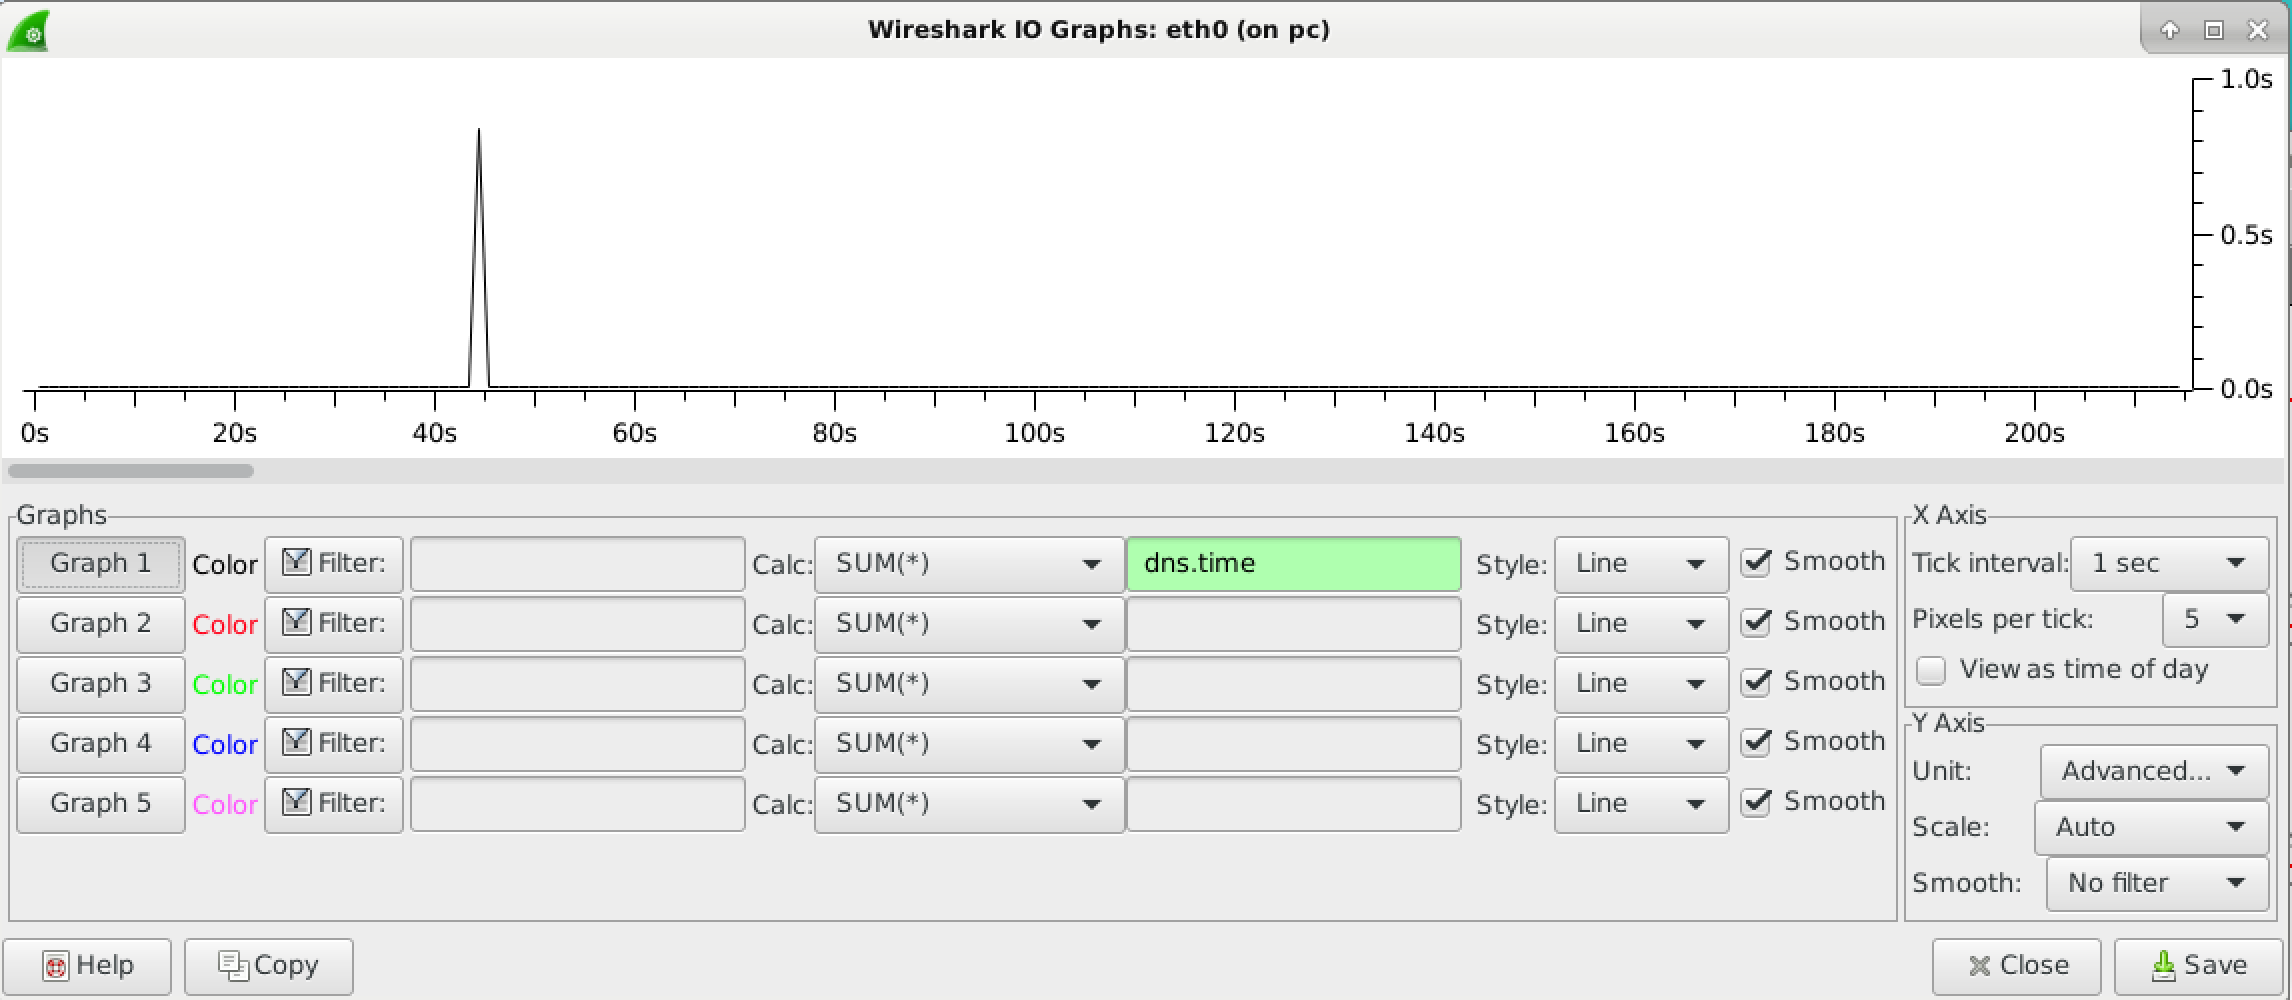 Wireshark IO Graphs: eth0 (on pc)
1.0s
0.5s
0.0s
0s 20s 40s 60s 80s 100s 120s 140s 160s 180s 200s
Graphs
Graph 1 Color Filter: Calc: SUM(*) dns.time Style: Line Smooth
Graph 2 Color Filter: Calc: SUM(*) Style: Line Smooth
Graph 3 Color Filter: Calc: SUM(*) Style: Line Smooth
Graph 4 Color Filter: Calc: SUM(*) Style: Line Smooth
Graph 5 Color Filter: Calc: SUM(*) Style: Line Smooth
X Axis
Tick interval: 1 sec
Pixels per tick: 5
View as time of day
Y Axis
Unit: Advanced...
Scale: Auto
Smooth: No filter
Help Copy Close Save